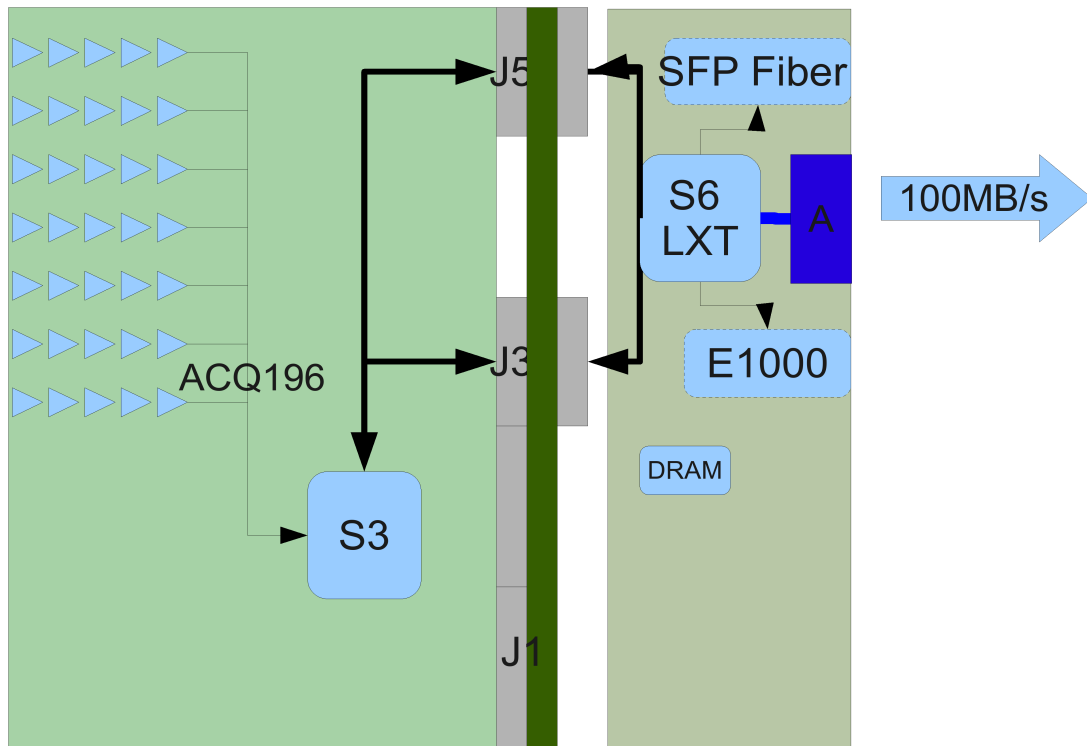 J5
SFP Fiber
S6
LXT
A
100MB/s
J3
E1000
ACQ196
DRAM
S3
J1